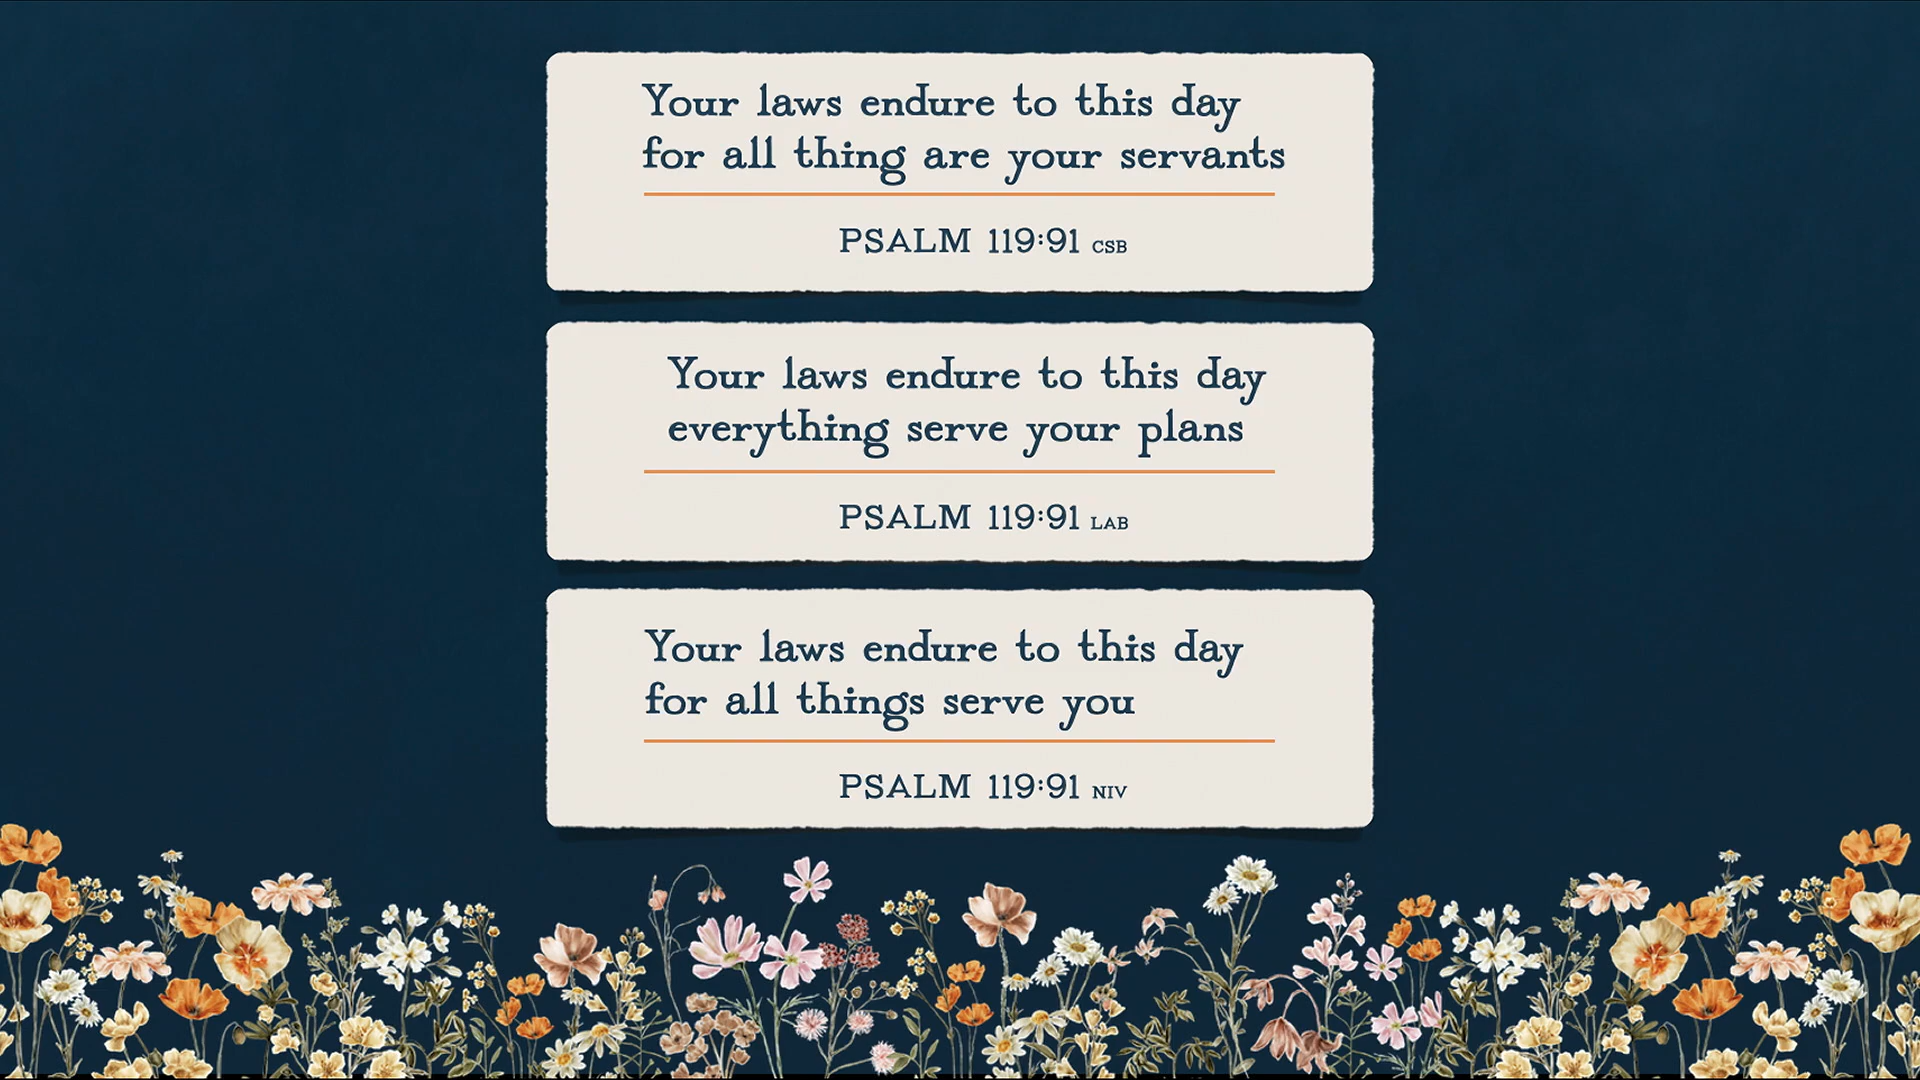 Your laws endure to this day
for all thing are your servants
PSALM 119:91 CSB
Your laws endure to this day
everything serve your plans
PSALM 119:91 LAB
Your laws endure to this day
for all things serve you
PSALM 119:91 NIV